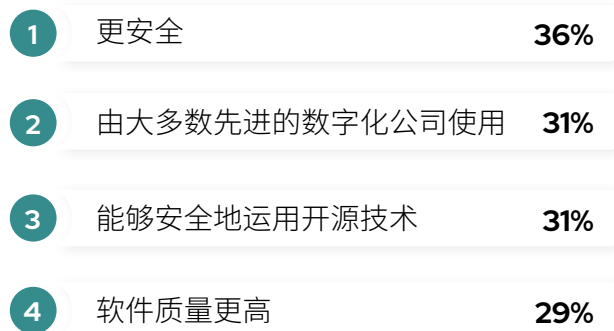 1 更安全 36%
2 由大多数先进的数字化公司使用 31%
3 能够安全地运用开源技术 31%
4 软件质量更高 29%